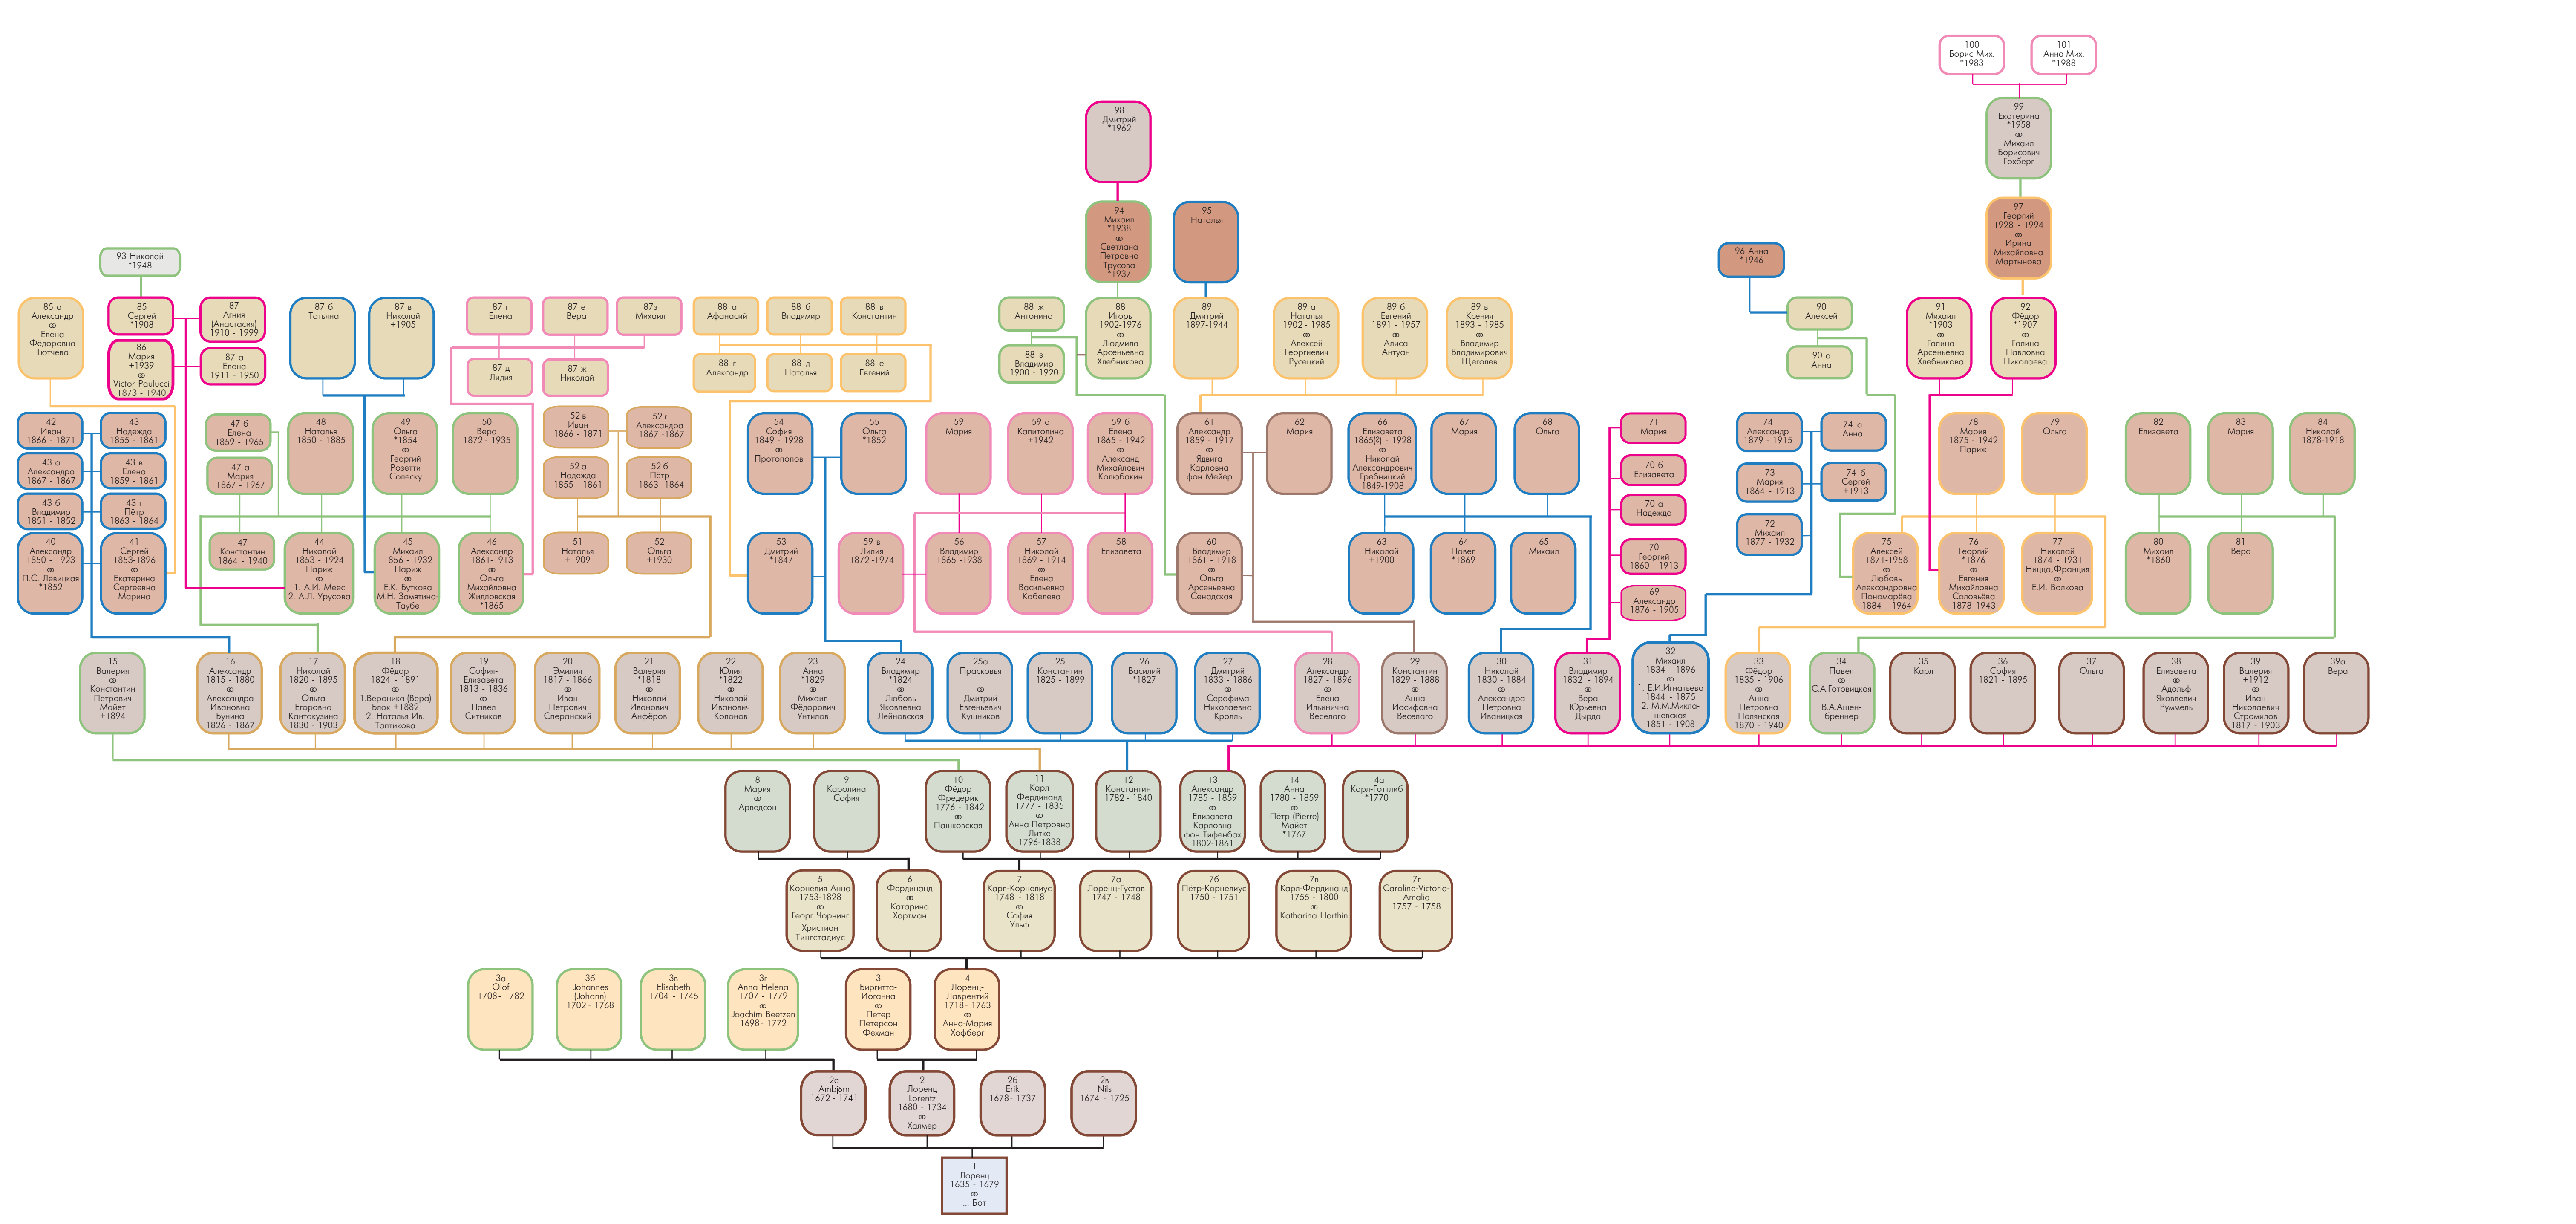 100
Борис Мих.
*1983
101
Анна Мих.
*1988
99
Екатерина
*1958
⚭
Михаил
Борисович
Гохберг
98
Дмитрий
*1962
94
Михаил
*1938
⚭
Светлана
Петровна
Трусова
*1937
95
Наталья
97
Георгий
1928 - 1994
⚭
Ирина
Михайловна
Мартынова
93 Николай
*1948
96 Анна
*1946
85 а
Александр
⚭
Елена
Фёдоровна
Тютчева
85
Сергей
*1908
87
Агния
(Анастасия)
1910 - 1999
86
Мария
+1939
⚭
Victor Paulucci
1873 - 1940
87 а
Елена
1911 - 1950
87 б
Татьяна
87 в
Николай
+1905
87 г
Елена
87 е
Вера
87з
Михаил
87 д
Лидия
87 ж
Николай
88 а
Афанасий
88 б
Владимир
88 в
Константин
88 г
Александр
88 д
Наталья
88 е
Евгений
88 ж
Антонина
88 з
Владимир
1900 - 1920
88
Игорь
1902-1976
⚭
Людмила
Арсеньевна
Хлебникова
89
Дмитрий
1897-1944
89 а
Наталья
1902 - 1985
⚭
Алексей
Георгиевич
Русецкий
89 б
Евгений
1891 - 1957
⚭
Алиса
Антуан
89 в
Ксения
1893 - 1985
⚭
Владимир
Владимирович
Щеголев
90
Алексей
90 а
Анна
91
Михаил
*1903
⚭
Галина
Арсеньевна
Хлебникова
92
Фёдор
*1907
⚭
Галина
Павловна
Николаева
42
Иван
1866 - 1871
43
Надежда
1855 - 1861
43 а
Александра
1867 - 1867
43 в
Елена
1859 - 1861
43 б
Владимир
1851 - 1852
43 г
Пётр
1863 - 1864
40
Александр
1850 - 1923
⚭
П.С. Левицкая
*1852
41
Сергей
1853-1896
⚭
Екатерина
Сергеевна
Марина
47 б
Елена
1859 - 1965
47 а
Мария
1867 - 1967
47
Константин
1864 - 1940
48
Наталья
1850 - 1885
49
Ольга
*1854
⚭
Георгий
Розетти
Солеску
50
Вера
1872 - 1935
44
Николай
1853 - 1924
Париж
⚭
1. А.И. Меес
2. А.Л. Урусова
45
Михаил
1856 - 1932
Париж
⚭
Е.К. Буткова
М.Н. Замятина-
Таубе
46
Александр
1861-1913
⚭
Ольга
Михайловна
Жидловская
*1865
52 в
Иван
1866 - 1871
52 г
Александра
1867 -1867
52 а
Надежда
1855 - 1861
52 б
Пётр
1863 -1864
51
Наталья
+1909
52
Ольга
+1930
54
София
1849 - 1928
⚭
Протопопов
55
Ольга
*1852
53
Дмитрий
*1847
59
Мария
59 а
Капитолина
+1942
59 б
Елена
1865 - 1942
⚭
Александ
Михайлович
Колюбакин
59 в
Лилия
1872 -1974
56
Владимир
1865 -1938
57
Николай
1869 - 1914
⚭
Елена
Васильевна
Кобелева
58
Елизавета
61
Александр
1859 - 1917
⚭
Ядвига
Карловна
фон Мейер
62
Мария
60
Владимир
1861 - 1918
⚭
Ольга
Арсеньевна
Сенадская
66
Елизавета
1865(?) - 1928
⚭
Николай
Александрович
Гребницкий
1849-1908
67
Мария
68
Ольга
63
Николай
+1900
64
Павел
*1869
65
Михаил
71
Мария
70 б
Елизавета
70 а
Надежда
70
Георгий
1860 - 1913
69
Александр
1876 - 1905
74
Александр
1879 - 1915
74 а
Анна
73
Мария
1864 - 1913
74 б
Сергей
+1913
72
Михаил
1877 - 1932
78
Мария
1875 - 1942
Париж
79
Ольга
75
Алексей
1871-1958
⚭
Любовь
Александровна
Пономарёва
1884 - 1964
76
Георгий
*1876
⚭
Евгения
Михайловна
Соловьёва
1878-1943
77
Николай
1874 - 1931
Ницца,Франция
⚭
Е.И. Волкова
82
Елизавета
83
Мария
84
Николай
1878-1918
80
Михаил
*1860
81
Вера
15
Валерия
⚭
Константин
Петрович
Майет
+1894
16
Александр
1815 - 1880
⚭
Александра
Ивановна
Бунина
1826 - 1867
17
Николай
1820 - 1895
⚭
Ольга
Егоровна
Кантакузина
1830 - 1903
18
Фёдор
1824 - 1891
⚭
1.Вероника (Веро)
Блок +1882
2. Наталья Ив.
Таптикова
19
София-
Елизавета
1813 - 1836
⚭
Павел
Ситников
20
Эмилия
1817 - 1866
⚭
Иван
Петрович
Сперанский
21
Валерия
*1818
⚭
Николай
Иванович
Анфёров
22
Юлия
*1822
⚭
Николай
Иванович
Колонов
23
Анна
*1829
⚭
Михаил
Фёдорович
Унтилов
24
Владимир
*1824
⚭
Любовь
Яковлевна
Лейновская
25а
Прасковья
⚭
Дмитрий
Евгеньевич
Кушников
25
Константин
1825 - 1899
26
Василий
*1827
27
Дмитрий
1833 - 1886
⚭
Серафима
Николаевна
Кролль
28
Александр
1827 - 1896
⚭
Елена
Ильинична
Веселаго
29
Константин
1829 - 1888
⚭
Анна
Иосифовна
Веселаго
30
Николай
1830 - 1884
⚭
Александра
Петровна
Иваницкая
31
Владимир
1832 - 1894
⚭
Вера
Юрьевна
Дырда
32
Михаил
1834 - 1896
⚭
1. Е.И.Игнатьева
1844 - 1875
2. М.М.Микла-
шевская
1851 - 1908
33
Фёдор
1835 - 1906
⚭
Анна
Петровна
Полянская
1870 - 1940
34
Павел
⚭
С.А.Готовицкая
⚭
В.А.Ашен-
бреннер
35
Карл
36
София
1821 - 1895
37
Ольга
38
Елизавета
⚭
Адольф
Яковлевич
Руммель
39
Валерия
+1912
⚭
Иван
Николаевич
Стромилов
1817 - 1903
39а
Вера
8
Мария
⚭
Арведсон
9
Каролина
София
10
Фёдор
Фредерик
1776 - 1842
⚭
Пашковская
11
Карл
Фердинанд
1777 - 1835
⚭
Анна Петровна
Литке
1796-1838
12
Константин
1782 - 1840
13
Александр
1785 - 1859
⚭
Елизавета
Карловна
фон Тифенбах
1802-1861
14
Анна
1780 - 1859
⚭
Пётр (Pierre)
Майет
*1767
14а
Карл-Готтлиб
*1770
5
Корнелия Анна
1753-1828
⚭
Георг Чорнинг
⚭
Христиан
Тингстадиус
6
Фердинанд
⚭
Катарина
Хартман
7
Карл-Корнелиус
1748 - 1818
⚭
София
Ульф
7а
Лоренц-Густав
1747 - 1748
7б
Пётр-Корнелиус
1750 - 1751
7в
Карл-Фердинанд
1755 - 1800
⚭
Katharina Harthin
7г
Caroline-Victoria-
Amalia
1757 - 1758
3а
Olof
1708- 1782
3б
Johannes
(Johann)
1702 - 1768
3в
Elisabeth
1704 - 1745
3г
Anna Helena
1707 - 1779
⚭
Joachim Beetzen
1698- 1772
3
Биргитта-
Иоганна
⚭
Петер
Петерсон
Фехман
4
Лоренц-
Лаврентий
1718- 1763
⚭
Анна-Мария
Хофберг
2а
Ambjörn
1672 - 1741
2
Лоренц
Lorentz
1680 - 1734
⚭
Халмер
2б
Erik
1678- 1737
2в
Nils
1674 - 1725
1
Лоренц
1635 - 1679
⚭
... Бот